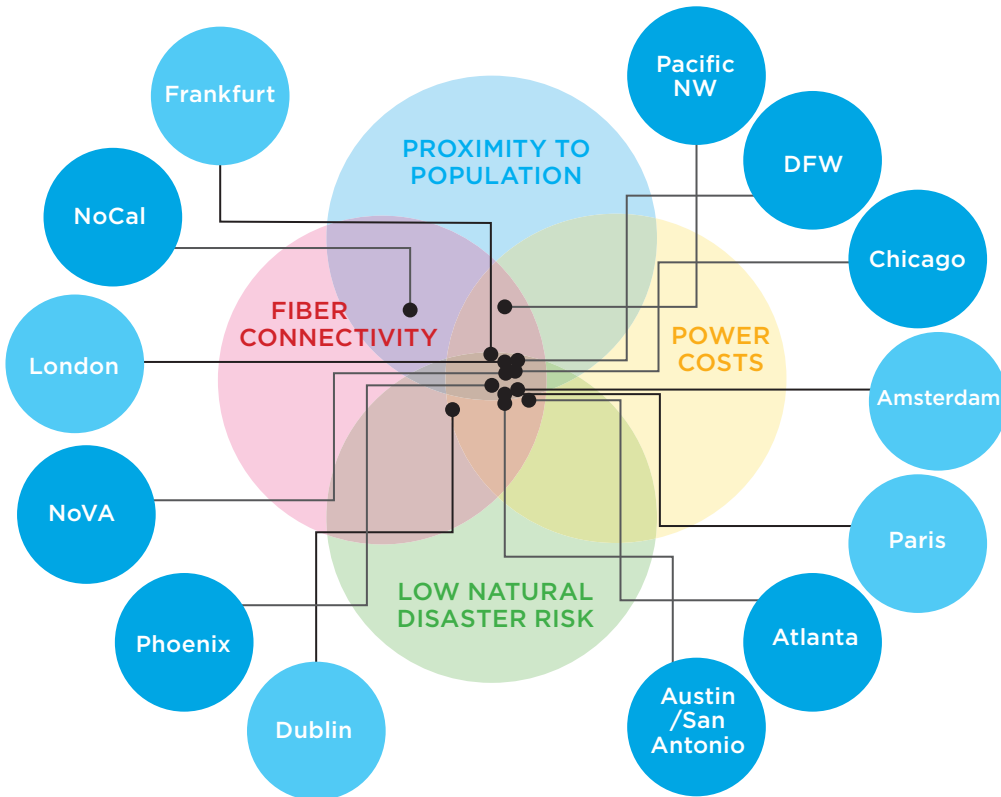 Pacific
NW
Frankfurt
PROXIMITY TO
POPULATION
DFW
NoCal
Chicago
FIBER
CONNECTIVITY
POWER
COSTS
London
Amsterdam
NoVA
Paris
LOW NATURAL
DISASTER RISK
Phoenix
Atlanta
Dublin
Austin
/San
Antonio